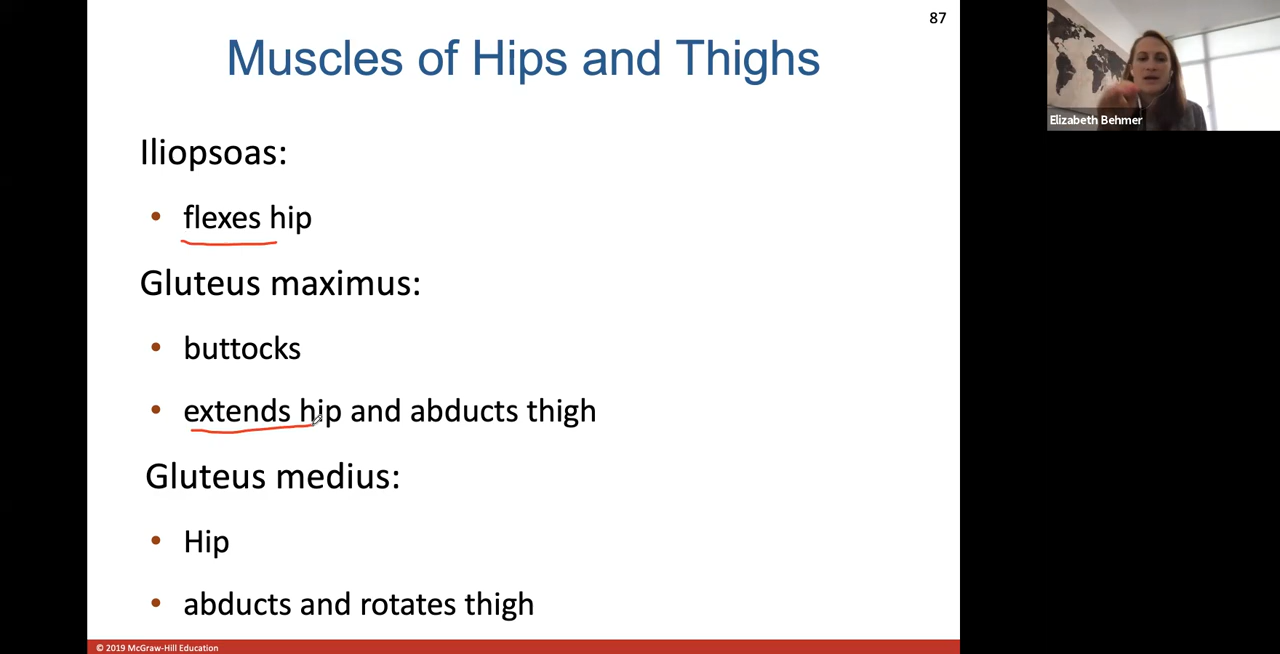 87
Muscles of Hips and Thighs
Elizabeth Behmer
Iliopsoas:
• flexes hip
Gluteus maximus:
• buttocks
• extends hip and abducts thigh
Gluteus medius:
• Hip
• abducts and rotates thigh
© 2019 McGraw-Hill Education